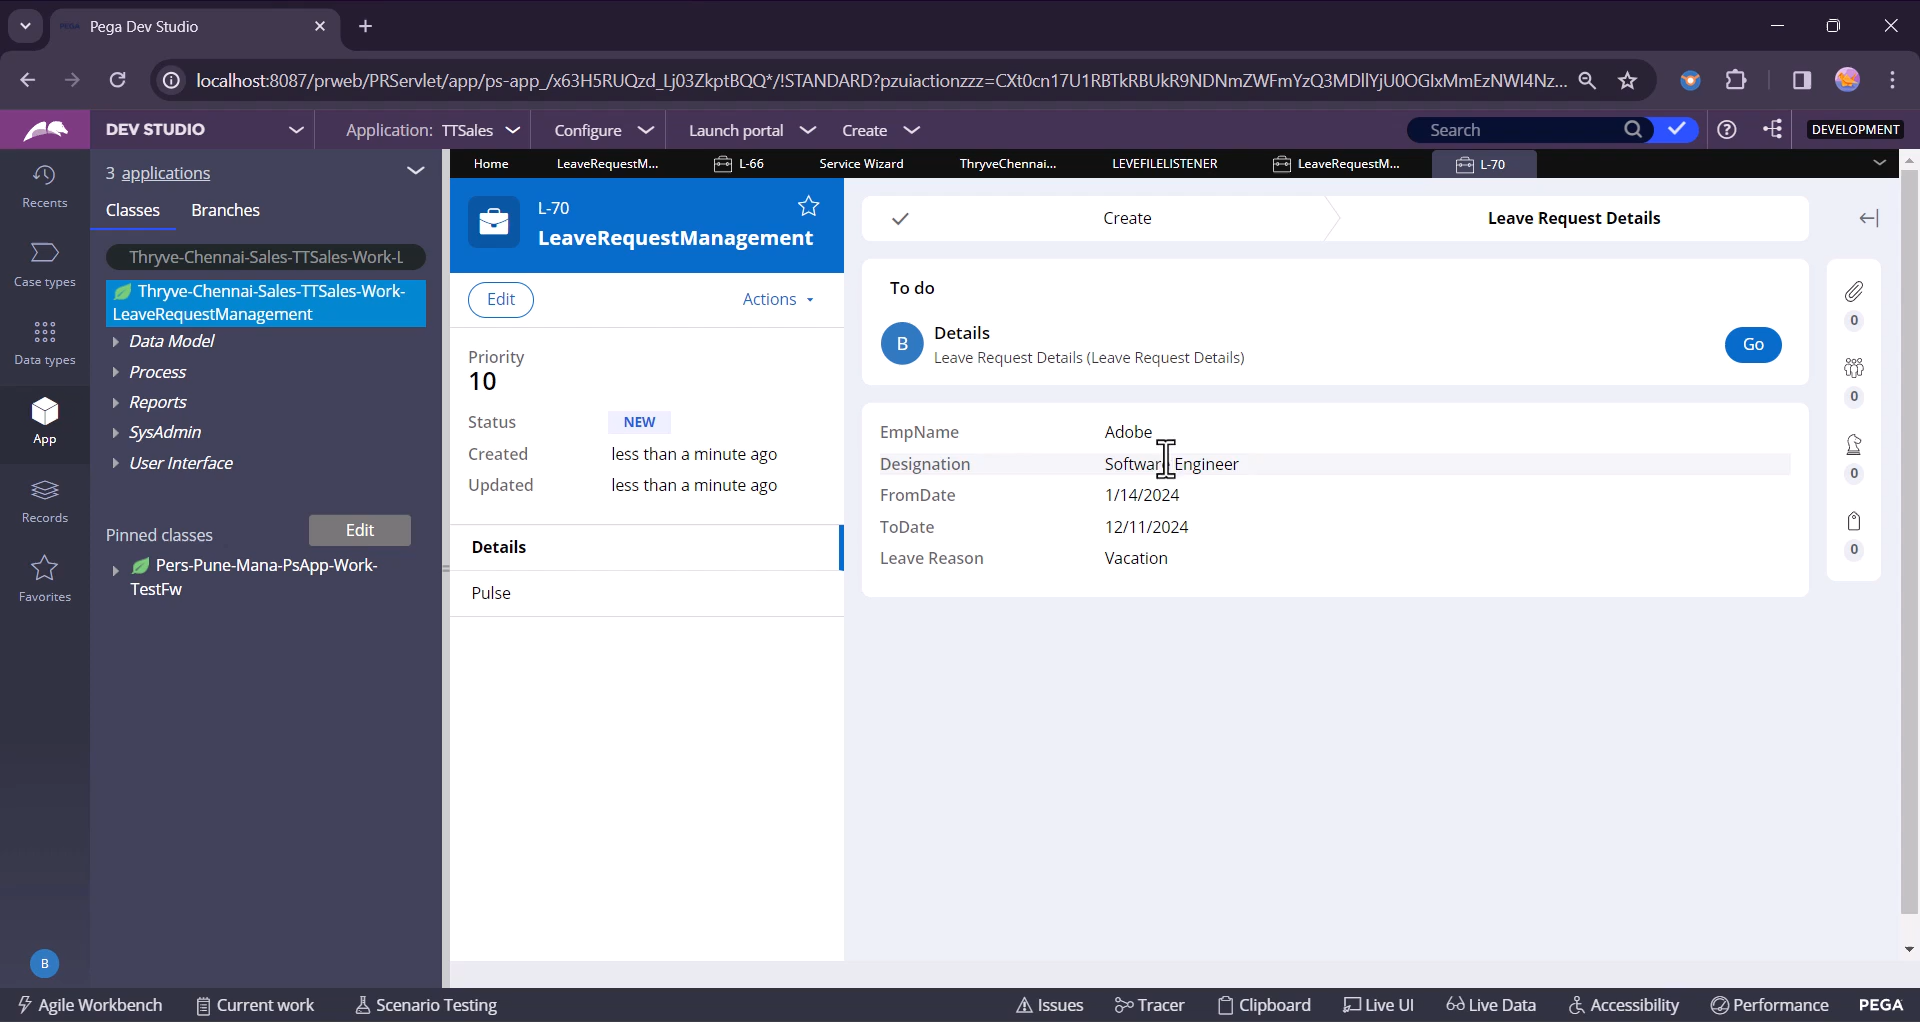 PEGA Pega Dev Studio
localhost:8087/prweb/PRServlet/app/ps-app_/x63H5RUQzd_Lj03ZkptBQQ*/!STANDARD?pzuiactionzzz=CXt0cn17U1RBTkRBUkR9NDNmZWFmYzQ3MDllYjU0OGIxMmEzNWI4Nz...
DEV STUDIO Application: TTSales Configure Launch portal Create Search DEVELOPMENT
Home LeaveRequestM... L-66 Service Wizard ThryveChennai... LEVEFILELISTENER LeaveRequestM... L-70
Recents
Case types
Data types
App
Records
Favorites
B
3 applications
Classes Branches
Thryve-Chennai-Sales-TTSales-Work-L
Thryve-Chennai-Sales-TTSales-Work-
LeaveRequestManagement
Data Model
Process
Reports
SysAdmin
User Interface
Pinned classes Edit
Pers-Pune-Mana-PsApp-Work-
TestFw
L-70
LeaveRequestManagement
Edit Actions
Priority
10
Status NEW
Created less than a minute ago
Updated less than a minute ago
Details
Pulse
Create Leave Request Details
To do
B Details
Leave Request Details (Leave Request Details)
Go
EmpName Adobe
Designation Software Engineer
FromDate 1/14/2024
ToDate 12/11/2024
Leave Reason Vacation
0
0
0
0
Agile Workbench Current work Scenario Testing Issues Tracer Clipboard Live UI Live Data Accessibility Performance PEGA